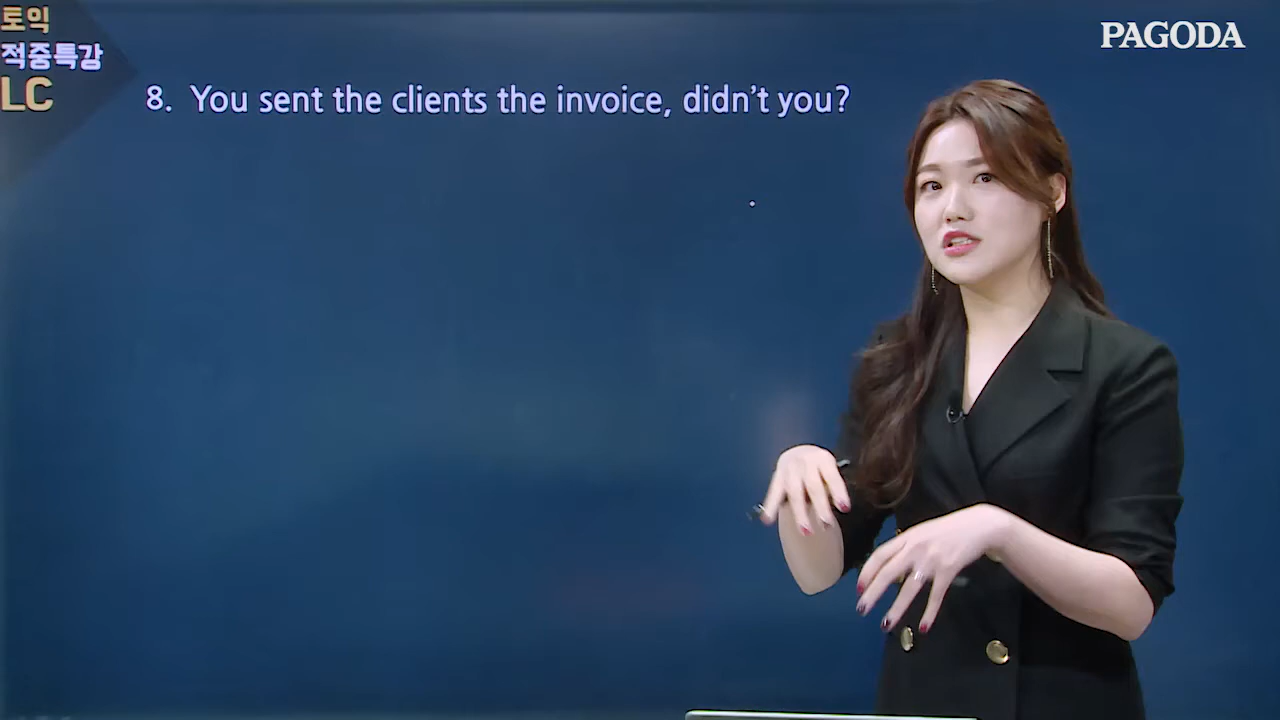 토익
적중특강
LC
PAGODA
8. You sent the clients the invoice, didn't you?